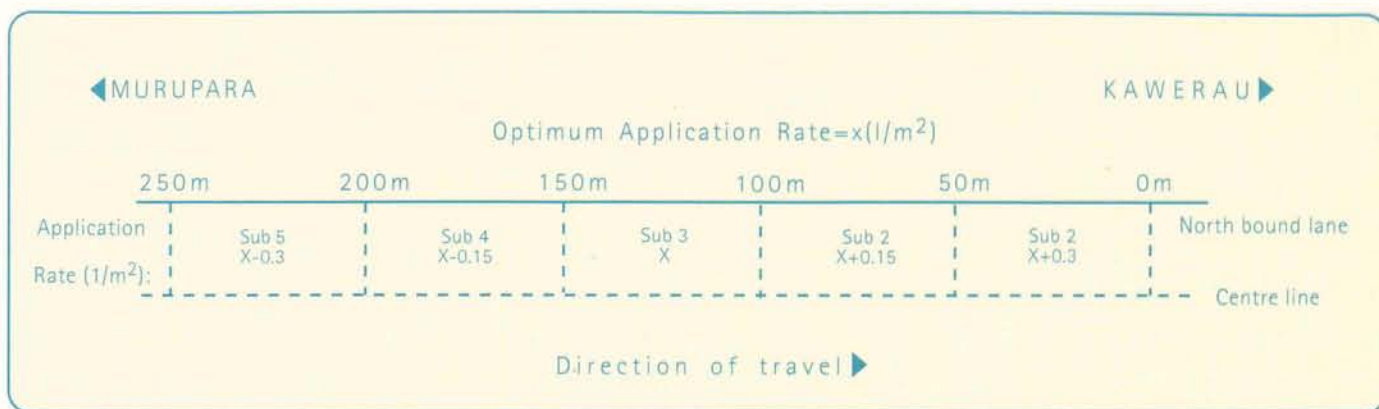 ◀MURUPARA KAWERAU▶
Optimum Application Rate=x(l/m²)
250m 200m 150m 100m 50m 0m
Application Sub 5 Sub 4 Sub 3 Sub 2 Sub 2 North bound lane
X-0.3 X-0.15 X X+0.15 X+0.3
Rate (1/m²):
Centre line
Direction of travel▶